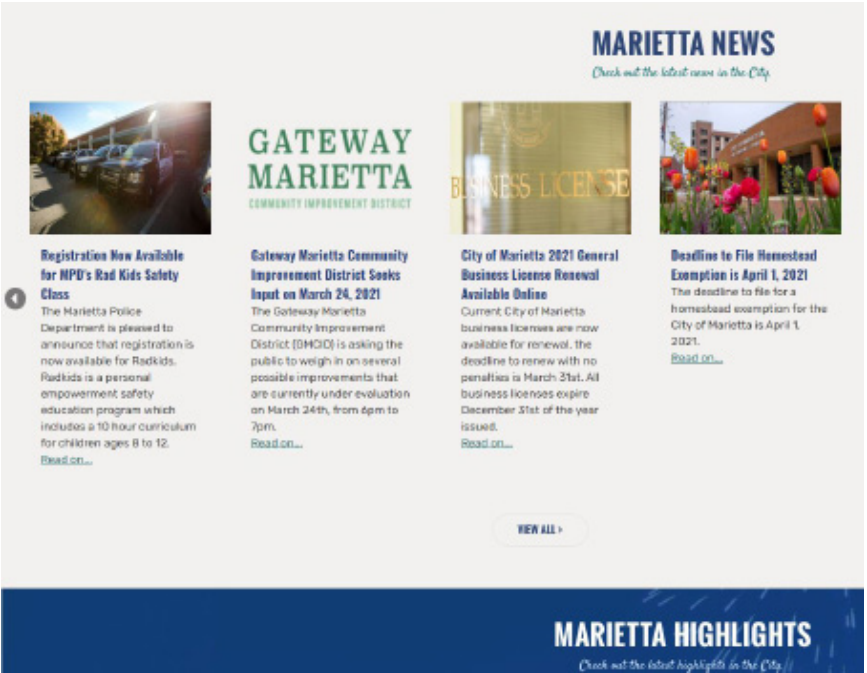 MARIETTA NEWS
Check out the latest news in the City.
GATEWAY
MARIETTA
COMMUNITY IMPROVEMENT DISTRICT
BUSINESS LICENSE
Registration Now Available
for MPD's Rad Kids Safety
Class
The Marietta Police
Department is pleased to
announce that registration is
now available for Radkids.
Radkids is a personal
empowerment safety
education program which
includes a 10 hour curriculum
for children ages 8 to 12.
Read on...
Gateway Marietta Community
Improvement District Seeks
Input on March 24, 2021
The Gateway Marietta
Community Improvement
District (GMCID) is asking the
public to weigh in on several
possible improvements that
are currently under evaluation
on March 24th, from 6pm to
7pm.
Read on...
City of Marietta 2021 General
Business License Renewal
Available Online
Current City of Marietta
business licenses are now
available for renewal. the
deadline to renew with no
penalties is March 31st. All
business licenses expire
December 31st of the year
issued.
Read on...
Deadline to File Homestead
Exemption is April 1, 2021
The deadline to file for a
homestead exemption for the
City of Marietta is April 1,
2021.
Read on...
VIEW ALL >
MARIETTA HIGHLIGHTS
Check out the latest highlights in the City.